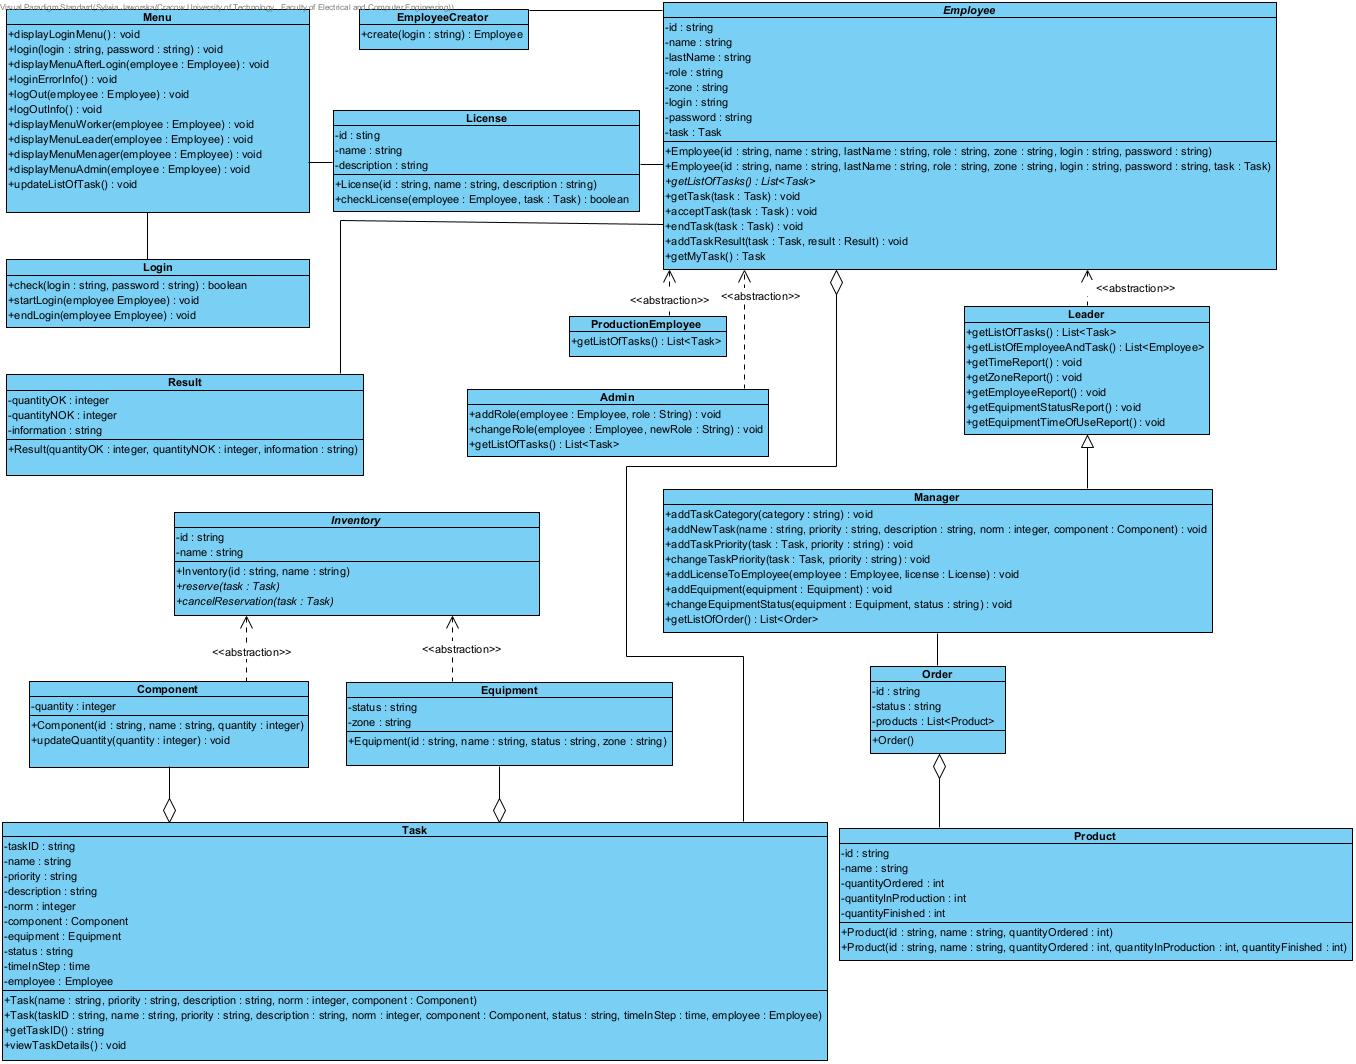 Visual Paradigm Standard(Sylwia Jaworska(Cracow University of Technology - Faculty of Electrical and Computer Engineering))
Menu
+displayLoginMenu() : void
+login(login : string, password : string) : void
+displayMenuAfterLogin(employee : Employee) : void
+loginErrorInfo() : void
+logOut(employee : Employee) : void
+logOutInfo() : void
+displayMenuWorker(employee : Employee) : void
+displayMenuLeader(employee : Employee) : void
+displayMenuMenager(employee : Employee) : void
+displayMenuAdmin(employee : Employee) : void
+updateListOfTask() : void
EmployeeCreator
+create(login : string) : Employee
License
-id : sting
-name : string
-description : string
+License(id : string, name : string, description : string)
+checkLicense(employee : Employee, task : Task) : boolean
Employee
-id : string
-name : string
-lastName : string
-role : string
-zone : string
-login : string
-password : string
-task : Task
+Employee(id : string, name : string, lastName : string, role : string, zone : string, login : string, password : string)
+Employee(id : string, name : string, lastName : string, role : string, zone : string, login : string, password : string, task : Task)
+getListOfTasks() : List<Task>
+getTask(task : Task) : void
+acceptTask(task : Task) : void
+endTask(task : Task) : void
+addTaskResult(task : Task, result : Result) : void
+getMyTask() : Task
Login
+check(login : string, password : string) : boolean
+startLogin(employee Employee) : void
+endLogin(employee Employee) : void
<<abstraction>>
<<abstraction>>
<<abstraction>>
ProductionEmployee
+getListOfTasks() : List<Task>
Leader
+getListOfTasks() : List<Task>
+getListOfEmployeeAndTask() : List<Employee>
+getTimeReport() : void
+getZoneReport() : void
+getEmployeeReport() : void
+getEquipmentStatusReport() : void
+getEquipmentTimeOfUseReport() : void
Result
-quantityOK : integer
-quantityNOK : integer
-information : string
+Result(quantityOK : integer, quantityNOK : integer, information : string)
Admin
+addRole(employee : Employee, role : String) : void
+changeRole(employee : Employee, newRole : String) : void
+getListOfTasks() : List<Task>
Manager
+addTaskCategory(category : string) : void
+addNewTask(name : string, priority : string, description : string, norm : integer, component : Component) : void
+addTaskPriority(task : Task, priority : string) : void
+changeTaskPriority(task : Task, priority : string) : void
+addLicenseToEmployee(employee : Employee, license : License) : void
+addEquipment(equipment : Equipment) : void
+changeEquipmentStatus(equipment : Equipment, status : string) : void
+getListOfOrder() : List<Order>
Inventory
-id : string
-name : string
+Inventory(id : string, name : string)
+reserve(task : Task)
+cancelReservation(task : Task)
<<abstraction>>
<<abstraction>>
Component
-quantity : integer
+Component(id : string, name : string, quantity : integer)
+updateQuantity(quantity : integer) : void
Equipment
-status : string
-zone : string
+Equipment(id : string, name : string, status : string, zone : string)
Order
-id : string
-status : string
-products : List<Product>
+Order()
Task
-taskID : string
-name : string
-priority : string
-description : string
-norm : integer
-component : Component
-equipment : Equipment
-status : string
-timeInStep : time
-employee : Employee
+Task(name : string, priority : string, description : string, norm : integer, component : Component)
+Task(taskID : string, name : string, priority : string, description : string, norm : integer, component : Component, status : string, timeInStep : time, employee : Employee)
+getTaskID() : string
+viewTaskDetails() : void
Product
-id : string
-name : string
-quantityOrdered : int
-quantityInProduction : int
-quantityFinished : int
+Product(id : string, name : string, quantityOrdered : int)
+Product(id : string, name : string, quantityOrdered : int, quantityInProduction : int, quantityFinished : int)